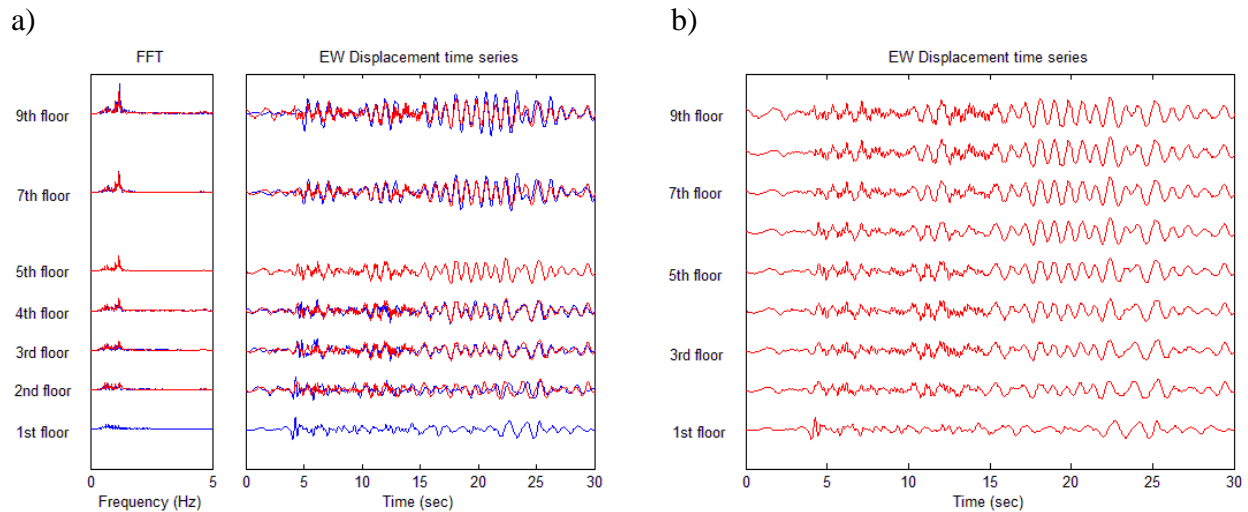 a)
FFT
EW Displacement time series
9th floor
7th floor
5th floor
4th floor
3rd floor
2nd floor
1st floor
0 5
Frequency (Hz)
0 5 10 15 20 25 30
Time (sec)
b)
EW Displacement time series
9th floor
7th floor
5th floor
3rd floor
1st floor
0 5 10 15 20 25 30
Time (sec)